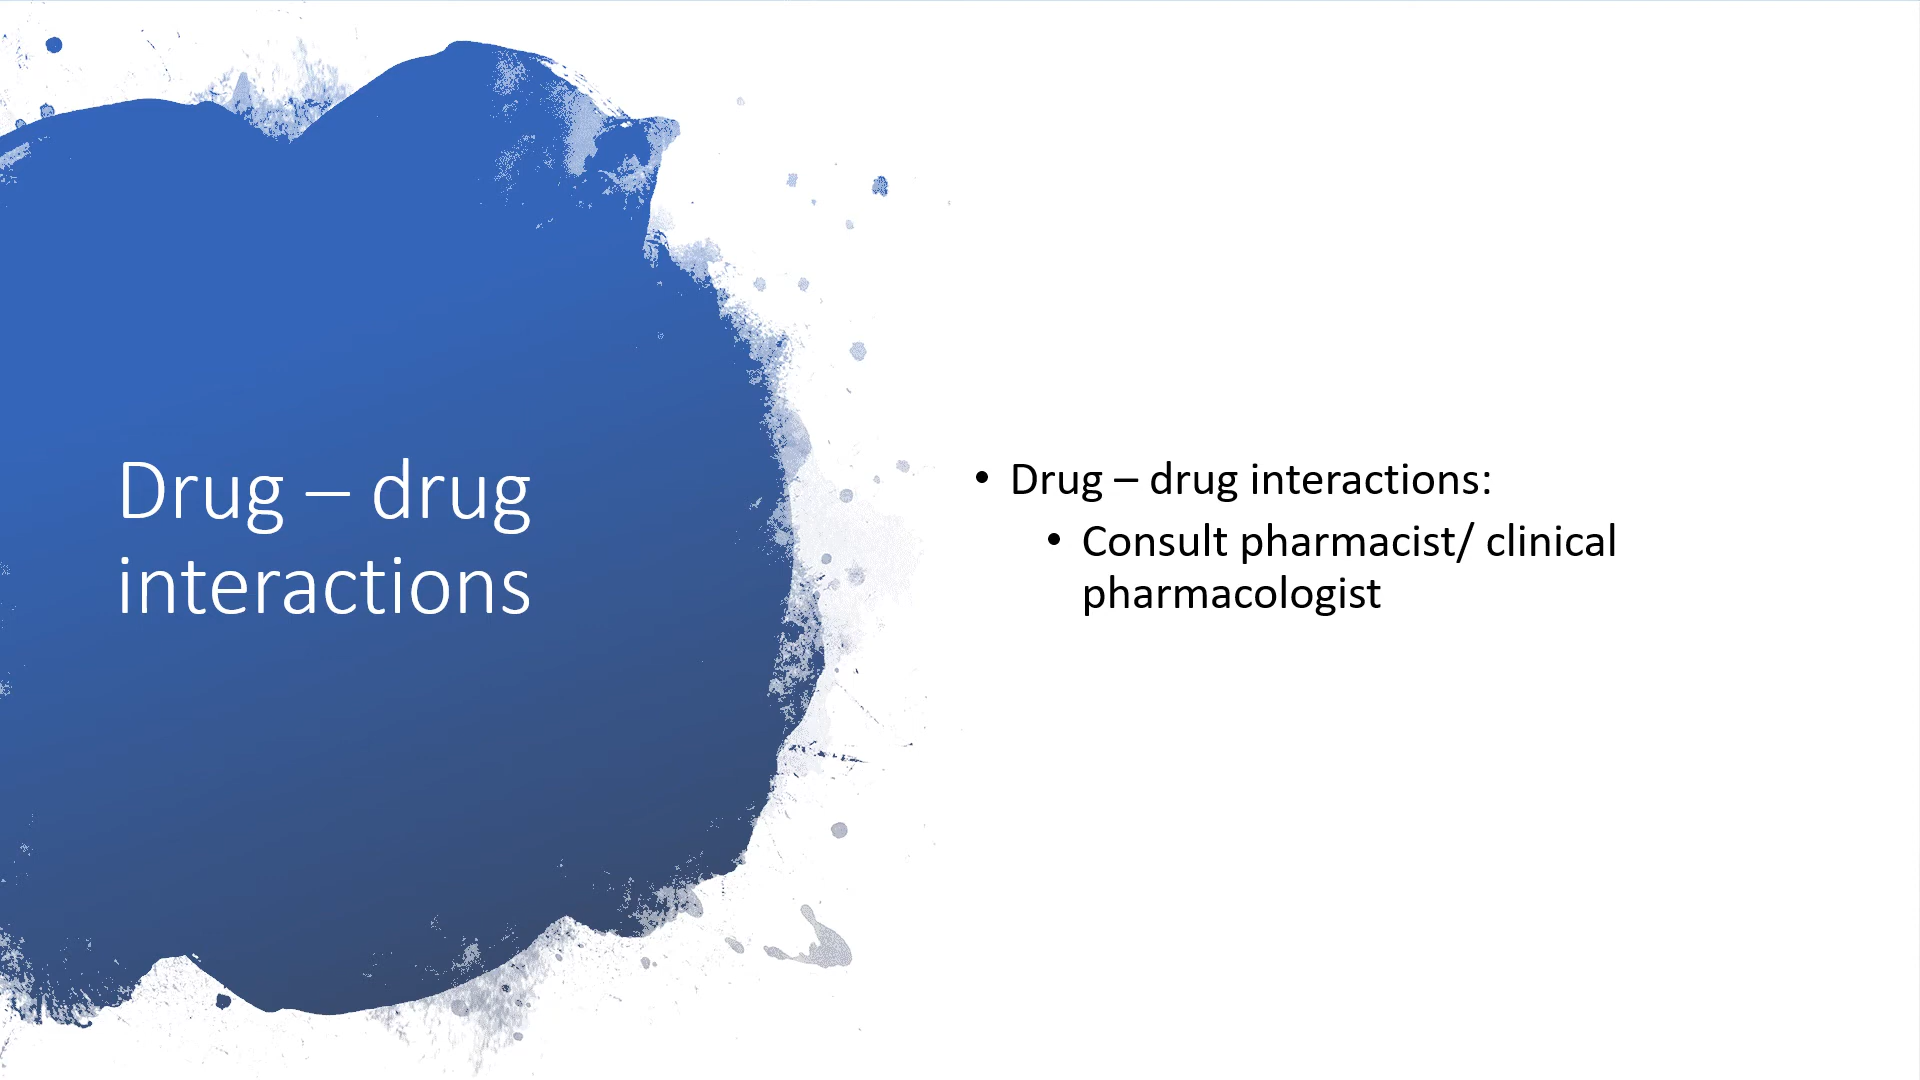 Drug – drug
interactions
• Drug – drug interactions:
• Consult pharmacist/ clinical
pharmacologist